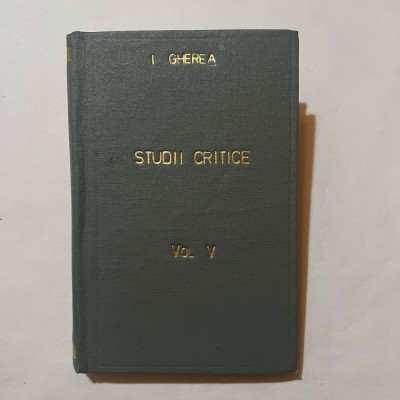 I GHEREA
STUDII CRITICE
VOL V